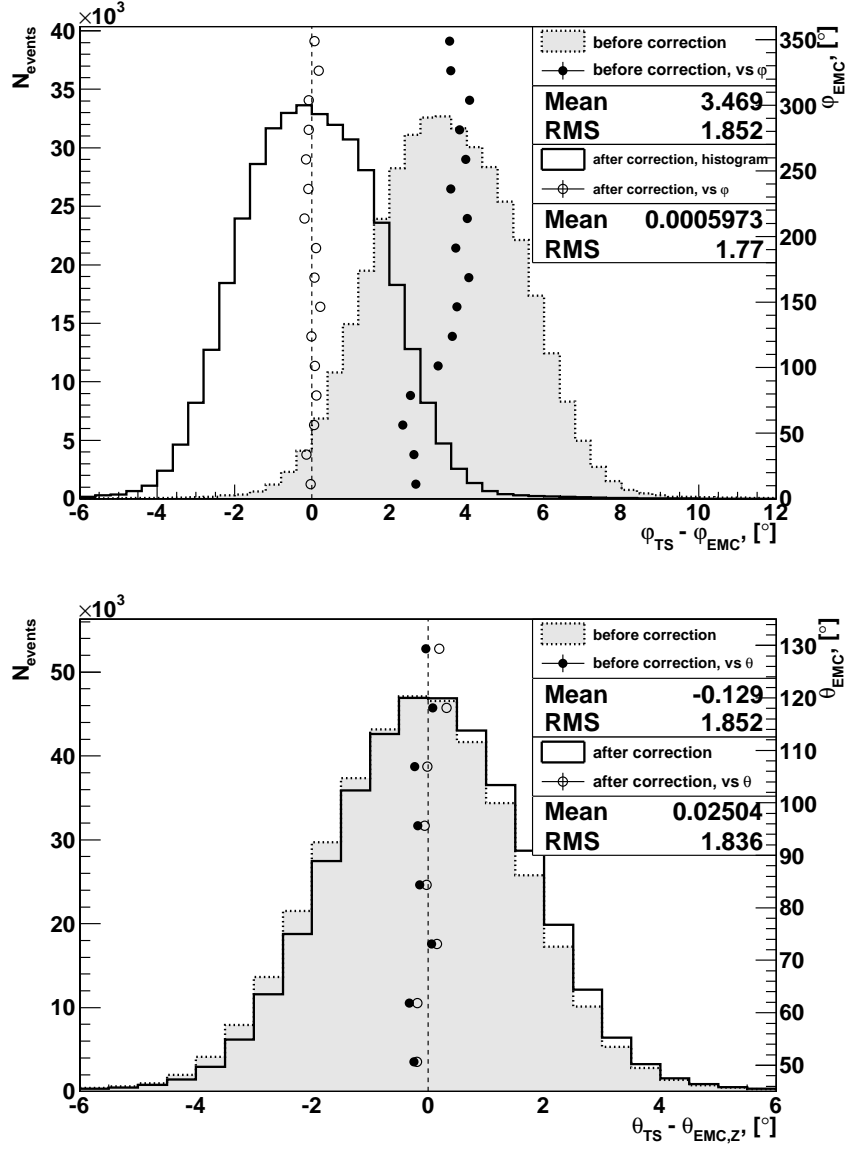 ×10³
N_events
40
35
30
25
20
15
10
5
0
before correction
before correction, vs φ
Mean 3.469
RMS 1.852
after correction, histogram
after correction, vs φ
Mean 0.0005973
RMS 1.77
350
300
250
200
150
100
50
0
φ_EMC, [°]
-6 -4 -2 0 2 4 6 8 10 12
φ_TS - φ_EMC, [°]
×10³
N_events
50
40
30
20
10
0
before correction
before correction, vs θ
Mean -0.129
RMS 1.852
after correction
after correction, vs θ
Mean 0.02504
RMS 1.836
130
120
110
100
90
80
70
60
50
θ_EMC, [°]
-6 -4 -2 0 2 4 6
θ_TS - θ_EMC,Z, [°]